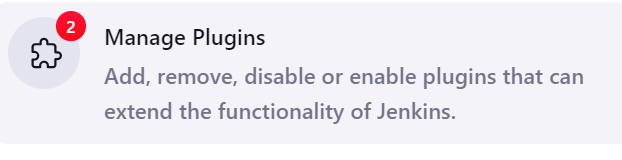 2
Manage Plugins
Add, remove, disable or enable plugins that can
extend the functionality of Jenkins.